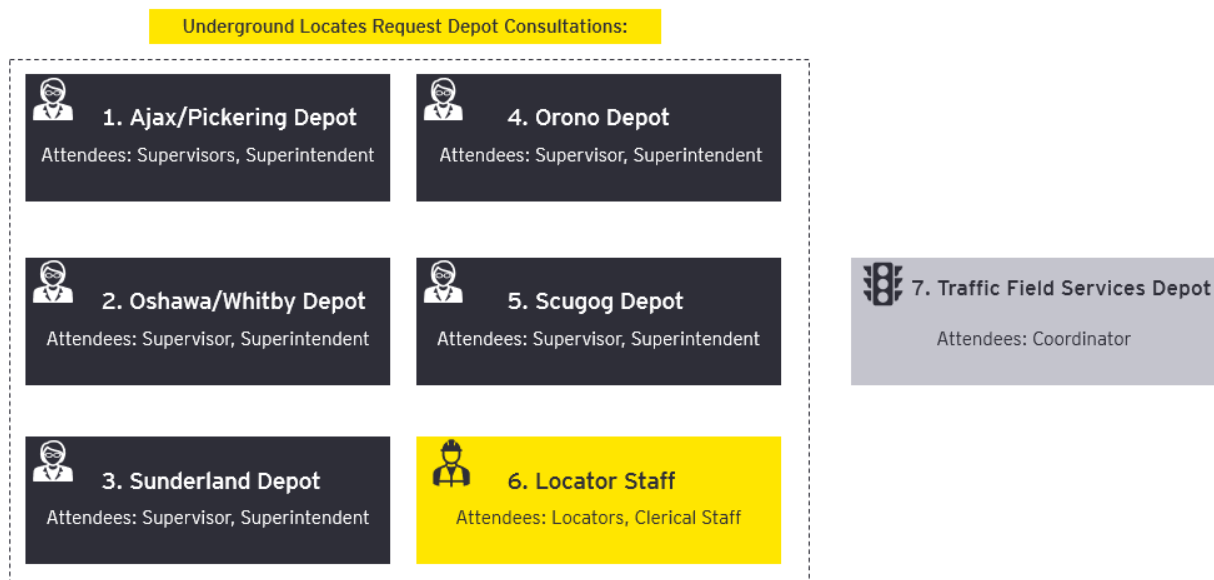 Underground Locates Request Depot Consultations:
1. Ajax/Pickering Depot
Attendees: Supervisors, Superintendent
4. Orono Depot
Attendees: Supervisor, Superintendent
2. Oshawa/Whitby Depot
Attendees: Supervisor, Superintendent
5. Scugog Depot
Attendees: Supervisor, Superintendent
7. Traffic Field Services Depot
Attendees: Coordinator
3. Sunderland Depot
Attendees: Supervisor, Superintendent
6. Locator Staff
Attendees: Locators, Clerical Staff